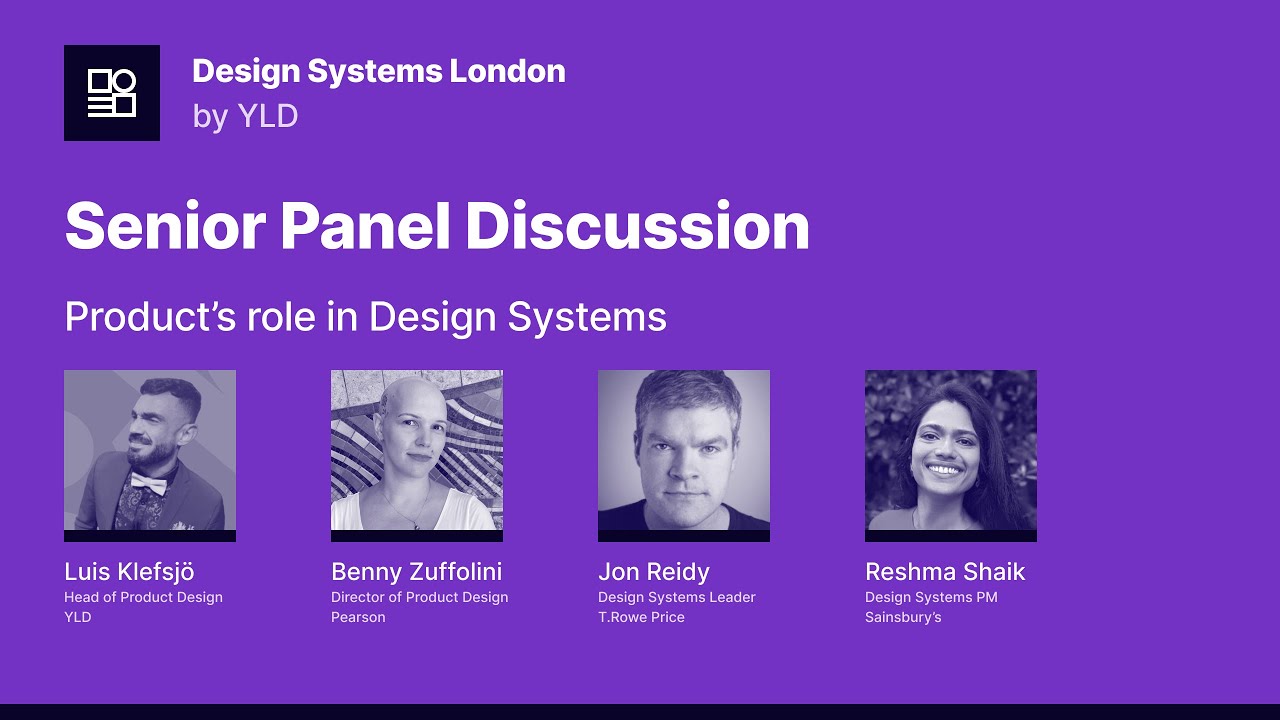 Design Systems London
by YLD
Senior Panel Discussion
Product’s role in Design Systems
Luis Klefsjö
Head of Product Design
YLD
Benny Zuffolini
Director of Product Design
Pearson
Jon Reidy
Design Systems Leader
T.Rowe Price
Reshma Shaik
Design Systems PM
Sainsbury’s